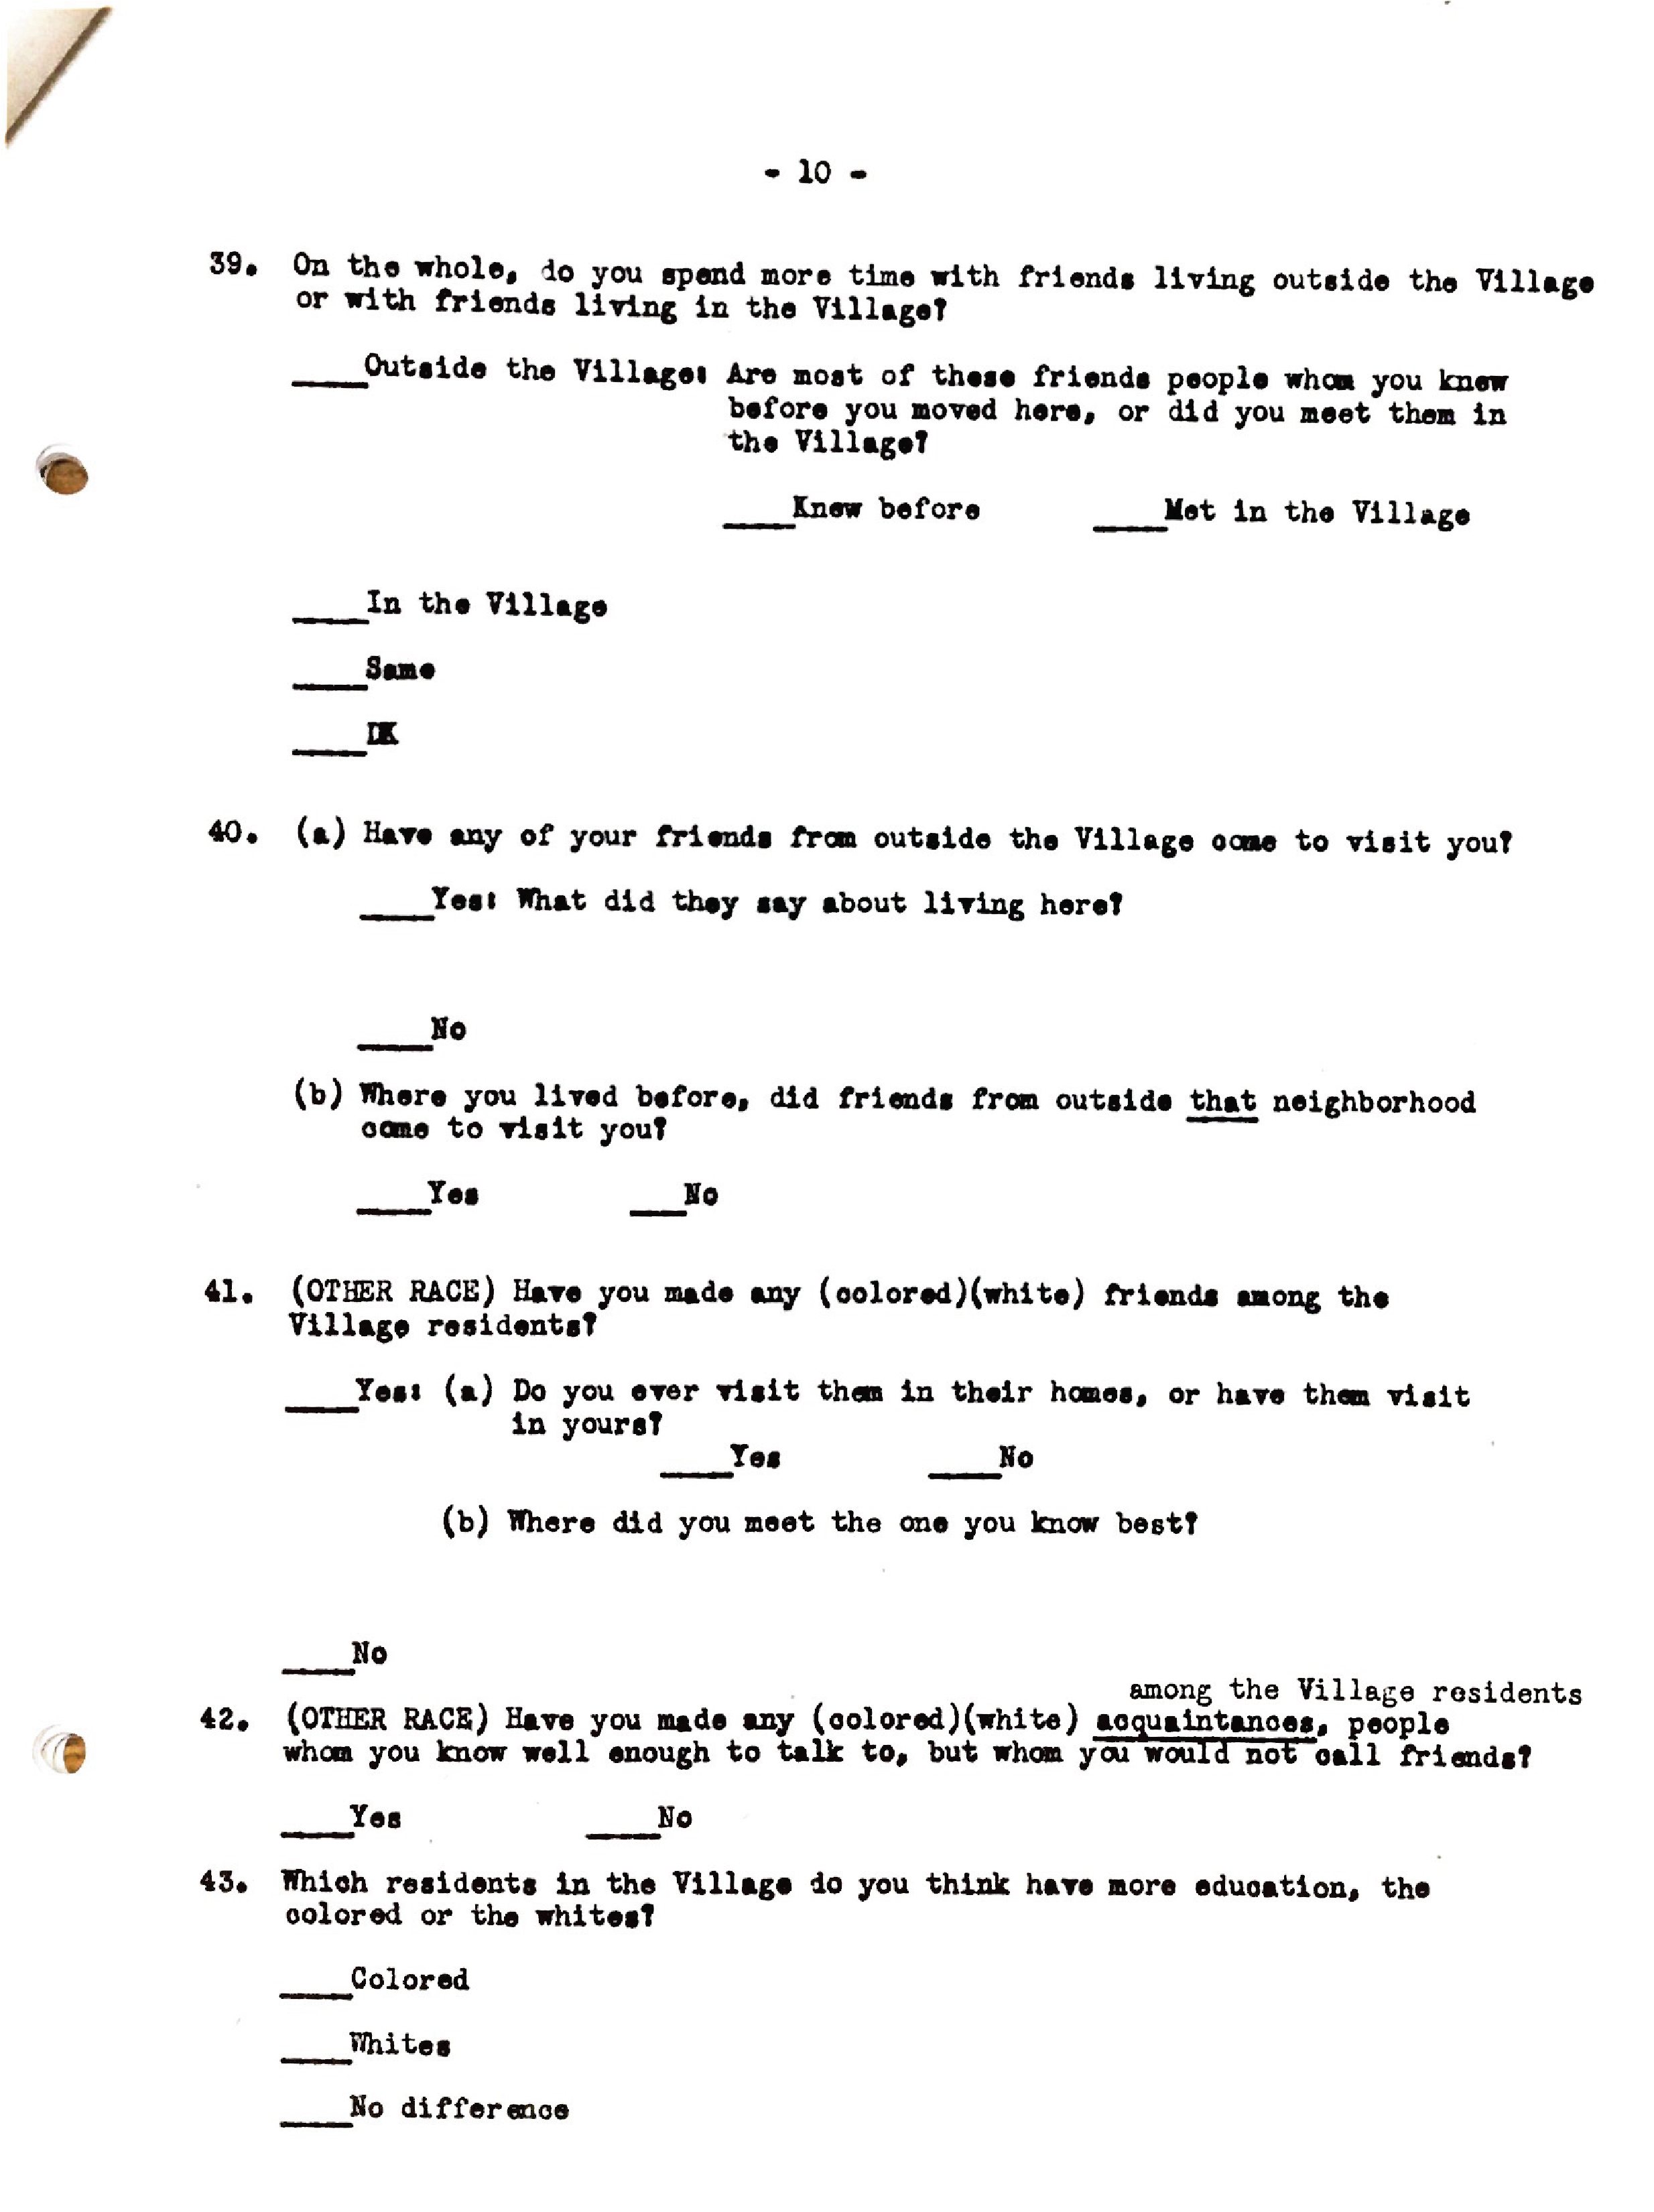 - 10 -
39. On the whole, do you spend more time with friends living outside the Village
or with friends living in the Village?
____Outside the Village: Are most of these friends people whom you knew
before you moved here, or did you meet them in
the Village?
____Knew before ____Met in the Village
____In the Village
____Same
____DK
40. (a) Have any of your friends from outside the Village come to visit you?
____Yes: What did they say about living here?
____No
(b) Where you lived before, did friends from outside that neighborhood
come to visit you?
____Yes ___No
41. (OTHER RACE) Have you made any (colored)(white) friends among the
Village residents?
____Yes: (a) Do you ever visit them in their homes, or have them visit
in yours?
____Yes ____No
(b) Where did you meet the one you know best?
____No
among the Village residents
42. (OTHER RACE) Have you made any (colored)(white) acquaintances, people
whom you know well enough to talk to, but whom you would not call friends?
____Yes ____No
43. Which residents in the Village do you think have more education, the
colored or the whites?
____Colored
____Whites
____No difference